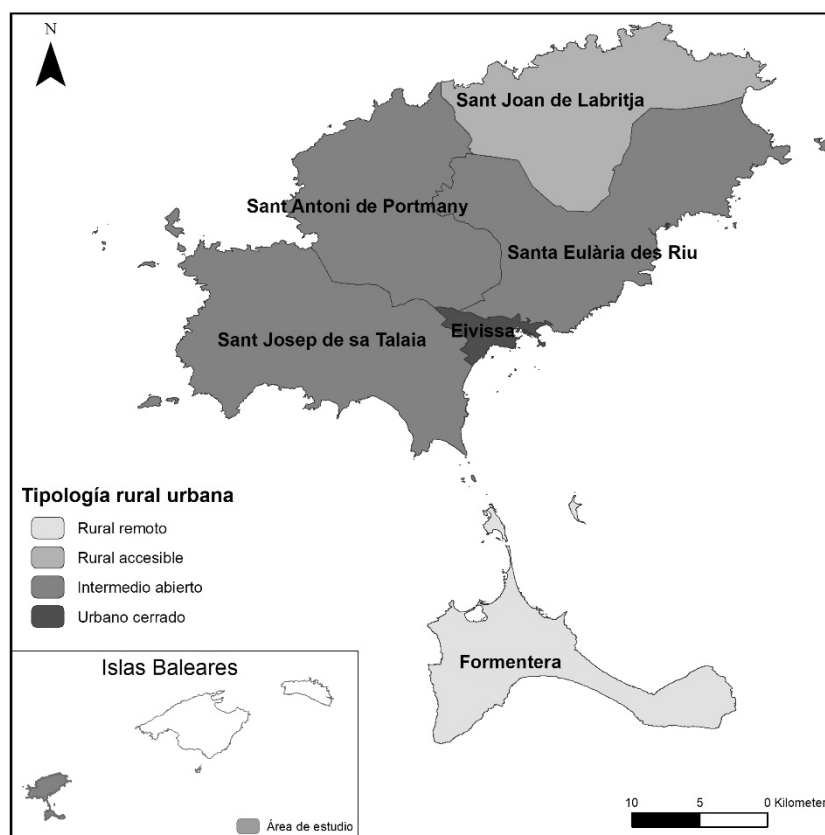 N
Sant Joan de Labritja
Sant Antoni de Portmany
Santa Eulària des Riu
Eivissa
Sant Josep de sa Talaia
Tipología rural urbana
Rural remoto
Rural accesible
Intermedio abierto
Urbano cerrado
Formentera
Islas Baleares
Área de estudio
10 5 0 Kilometer